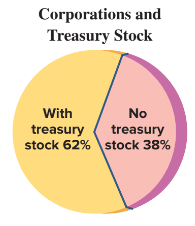 Corporations and
Treasury Stock
With
treasury
stock 62%
No
treasury
stock 38%